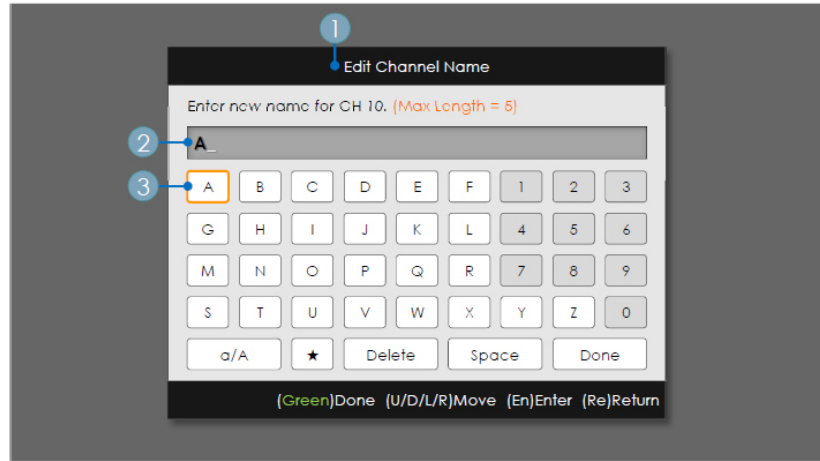 1
Edit Channel Name
Enter new name for CH 10. (Max Length = 5)
2 A_
3 A B C D E F 1 2 3
G H I J K L 4 5 6
M N O P Q R 7 8 9
S T U V W X Y Z 0
a/A ★ Delete Space Done
(Green)Done (U/D/L/R)Move (En)Enter (Re)Return